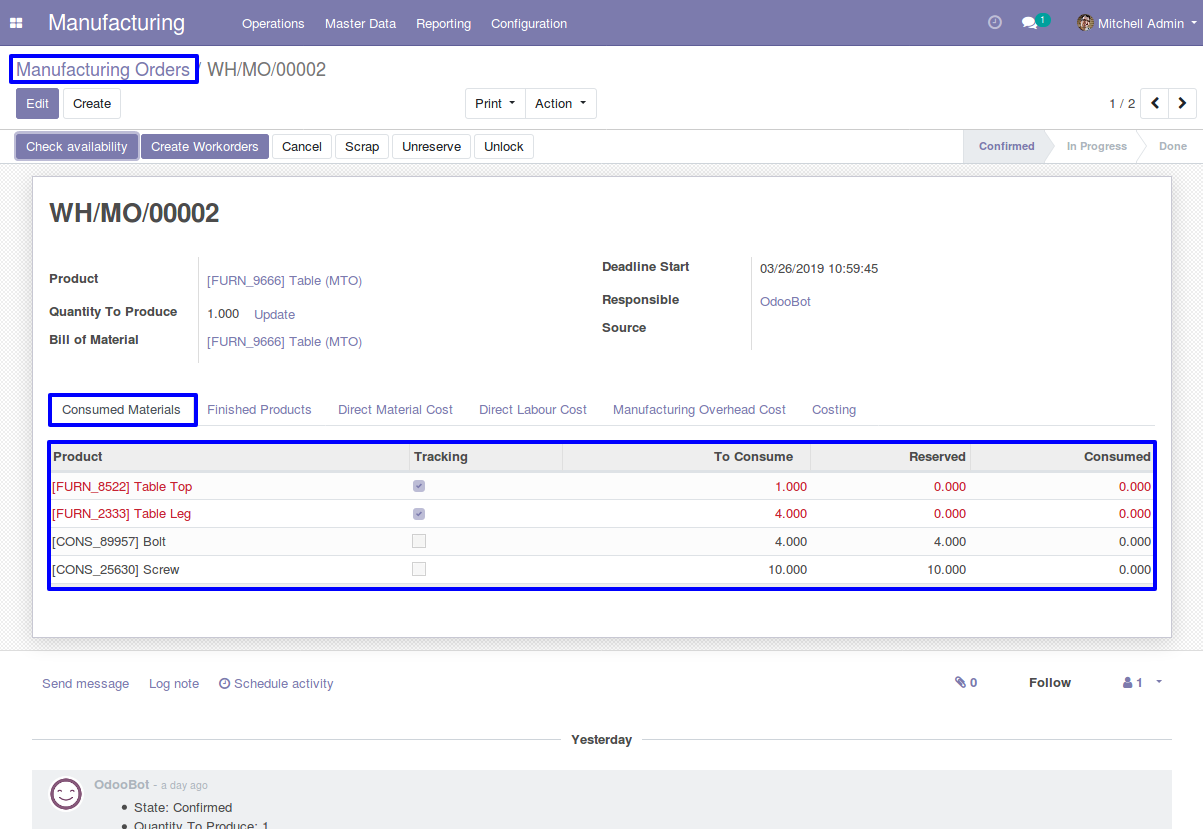 Manufacturing Operations Master Data Reporting Configuration 1 Mitchell Admin
Manufacturing Orders / WH/MO/00002
Edit Create Print Action 1 / 2
Check availability Create Workorders Cancel Scrap Unreserve Unlock Confirmed In Progress Done
WH/MO/00002
Product [FURN_9666] Table (MTO)
Quantity To Produce 1.000 Update
Bill of Material [FURN_9666] Table (MTO)
Deadline Start 03/26/2019 10:59:45
Responsible OdooBot
Source
Consumed Materials Finished Products Direct Material Cost Direct Labour Cost Manufacturing Overhead Cost Costing
Product Tracking To Consume Reserved Consumed
[FURN_8522] Table Top 1.000 0.000 0.000
[FURN_2333] Table Leg 4.000 0.000 0.000
[CONS_89957] Bolt 4.000 4.000 0.000
[CONS_25630] Screw 10.000 10.000 0.000
Send message Log note Schedule activity 0 Follow 1
Yesterday
OdooBot - a day ago
• State: Confirmed
• Quantity To Produce: 1